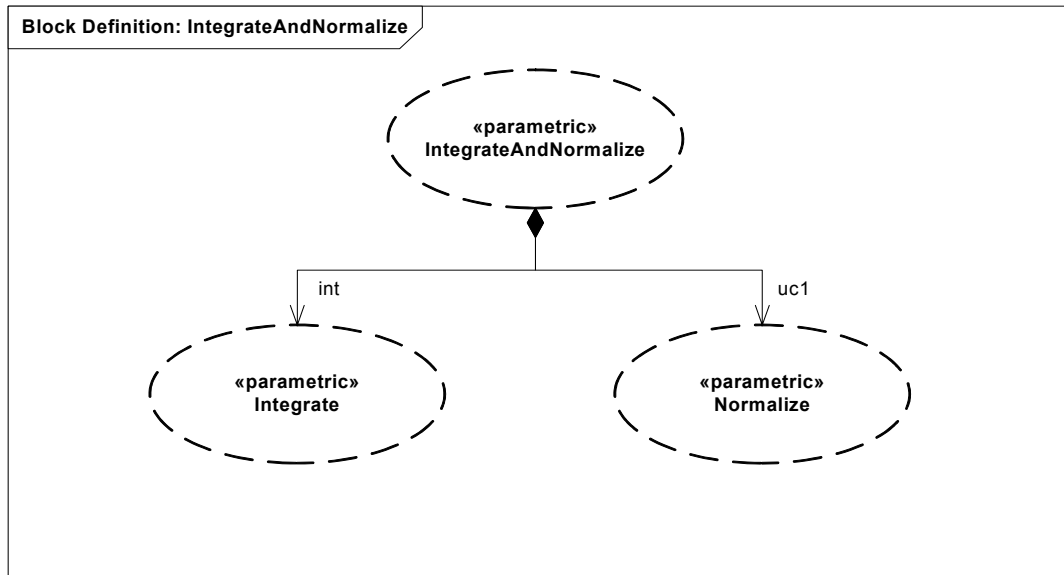 Block Definition: IntegrateAndNormalize
«parametric»
IntegrateAndNormalize
int
uc1
«parametric»
Integrate
«parametric»
Normalize